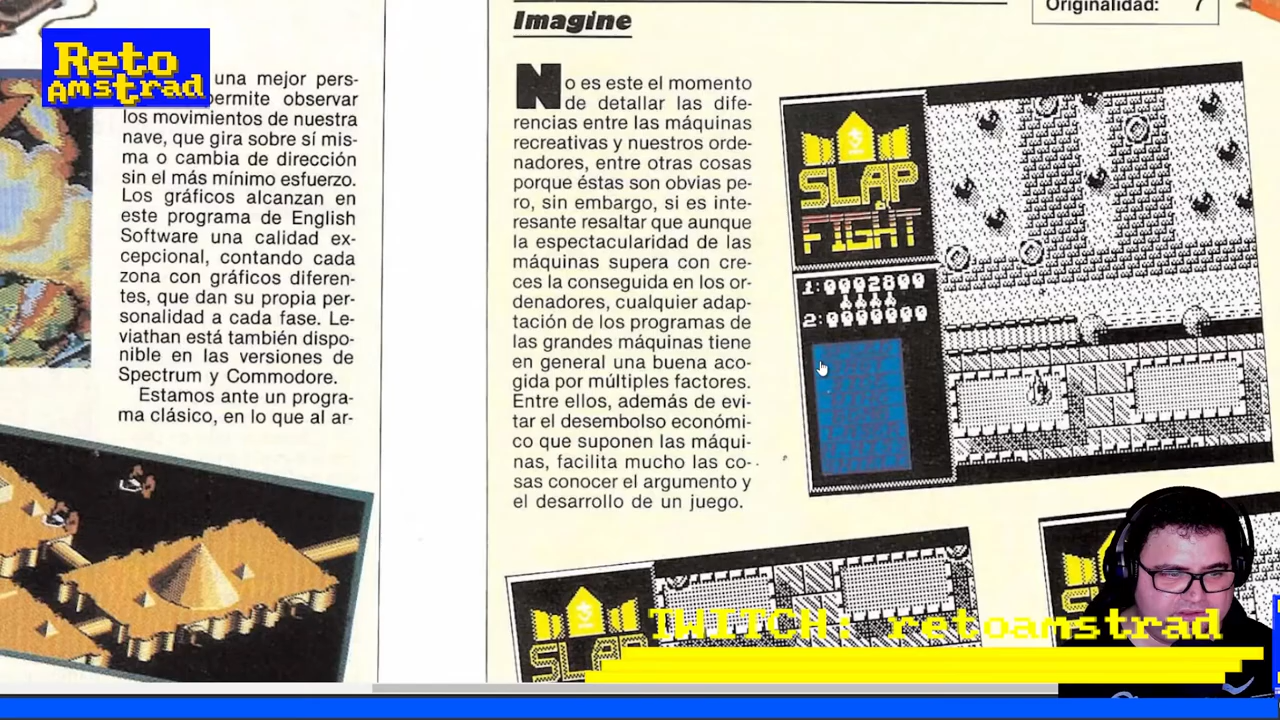 Reto
Amstrad
una mejor pers-
permite observar
los movimientos de nuestra
nave, que gira sobre sí mis-
ma o cambia de dirección
sin el más mínimo esfuerzo.
Los gráficos alcanzan en
este programa de English
Software una calidad ex-
cepcional, contando cada
zona con gráficos diferen-
tes, que dan su propia per-
sonalidad a cada fase. Le-
viathan está también dispo-
nible en las versiones de
Spectrum y Commodore.
Estamos ante un progra-
ma clásico, en lo que al ar-
Imagine
Originalidad: 7
No es este el momento
de detallar las dife-
rencias entre las máquinas
recreativas y nuestros orde-
nadores, entre otras cosas
porque éstas son obvias pe-
ro, sin embargo, si es inte-
resante resaltar que aunque
la espectacularidad de las
máquinas supera con cre-
ces la conseguida en los or-
denadores, cualquier adap-
tación de los programas de
las grandes máquinas tiene
en general una buena aco-
gida por múltiples factores.
Entre ellos, además de evi-
tar el desembolso económi-
co que suponen las máqui-
nas, facilita mucho las co-
sas conocer el argumento y
el desarrollo de un juego.
SLAP
FIGHT
1:0002800
2:0000000
SLAP
TWITCH: retoamstrad